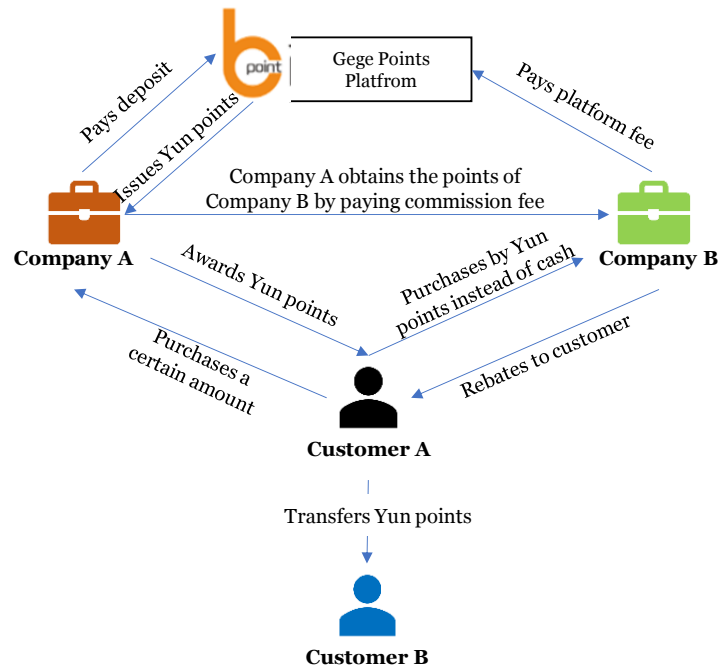 point
Gege Points
Platfrom
Pays deposit
Issues Yun points
Pays platform fee
Company A obtains the points of
Company B by paying commission fee
Company A
Company B
Awards Yun points
Purchases by Yun
points instead of cash
Purchases a
certain amount
Rebates to customer
Customer A
Transfers Yun points
Customer B